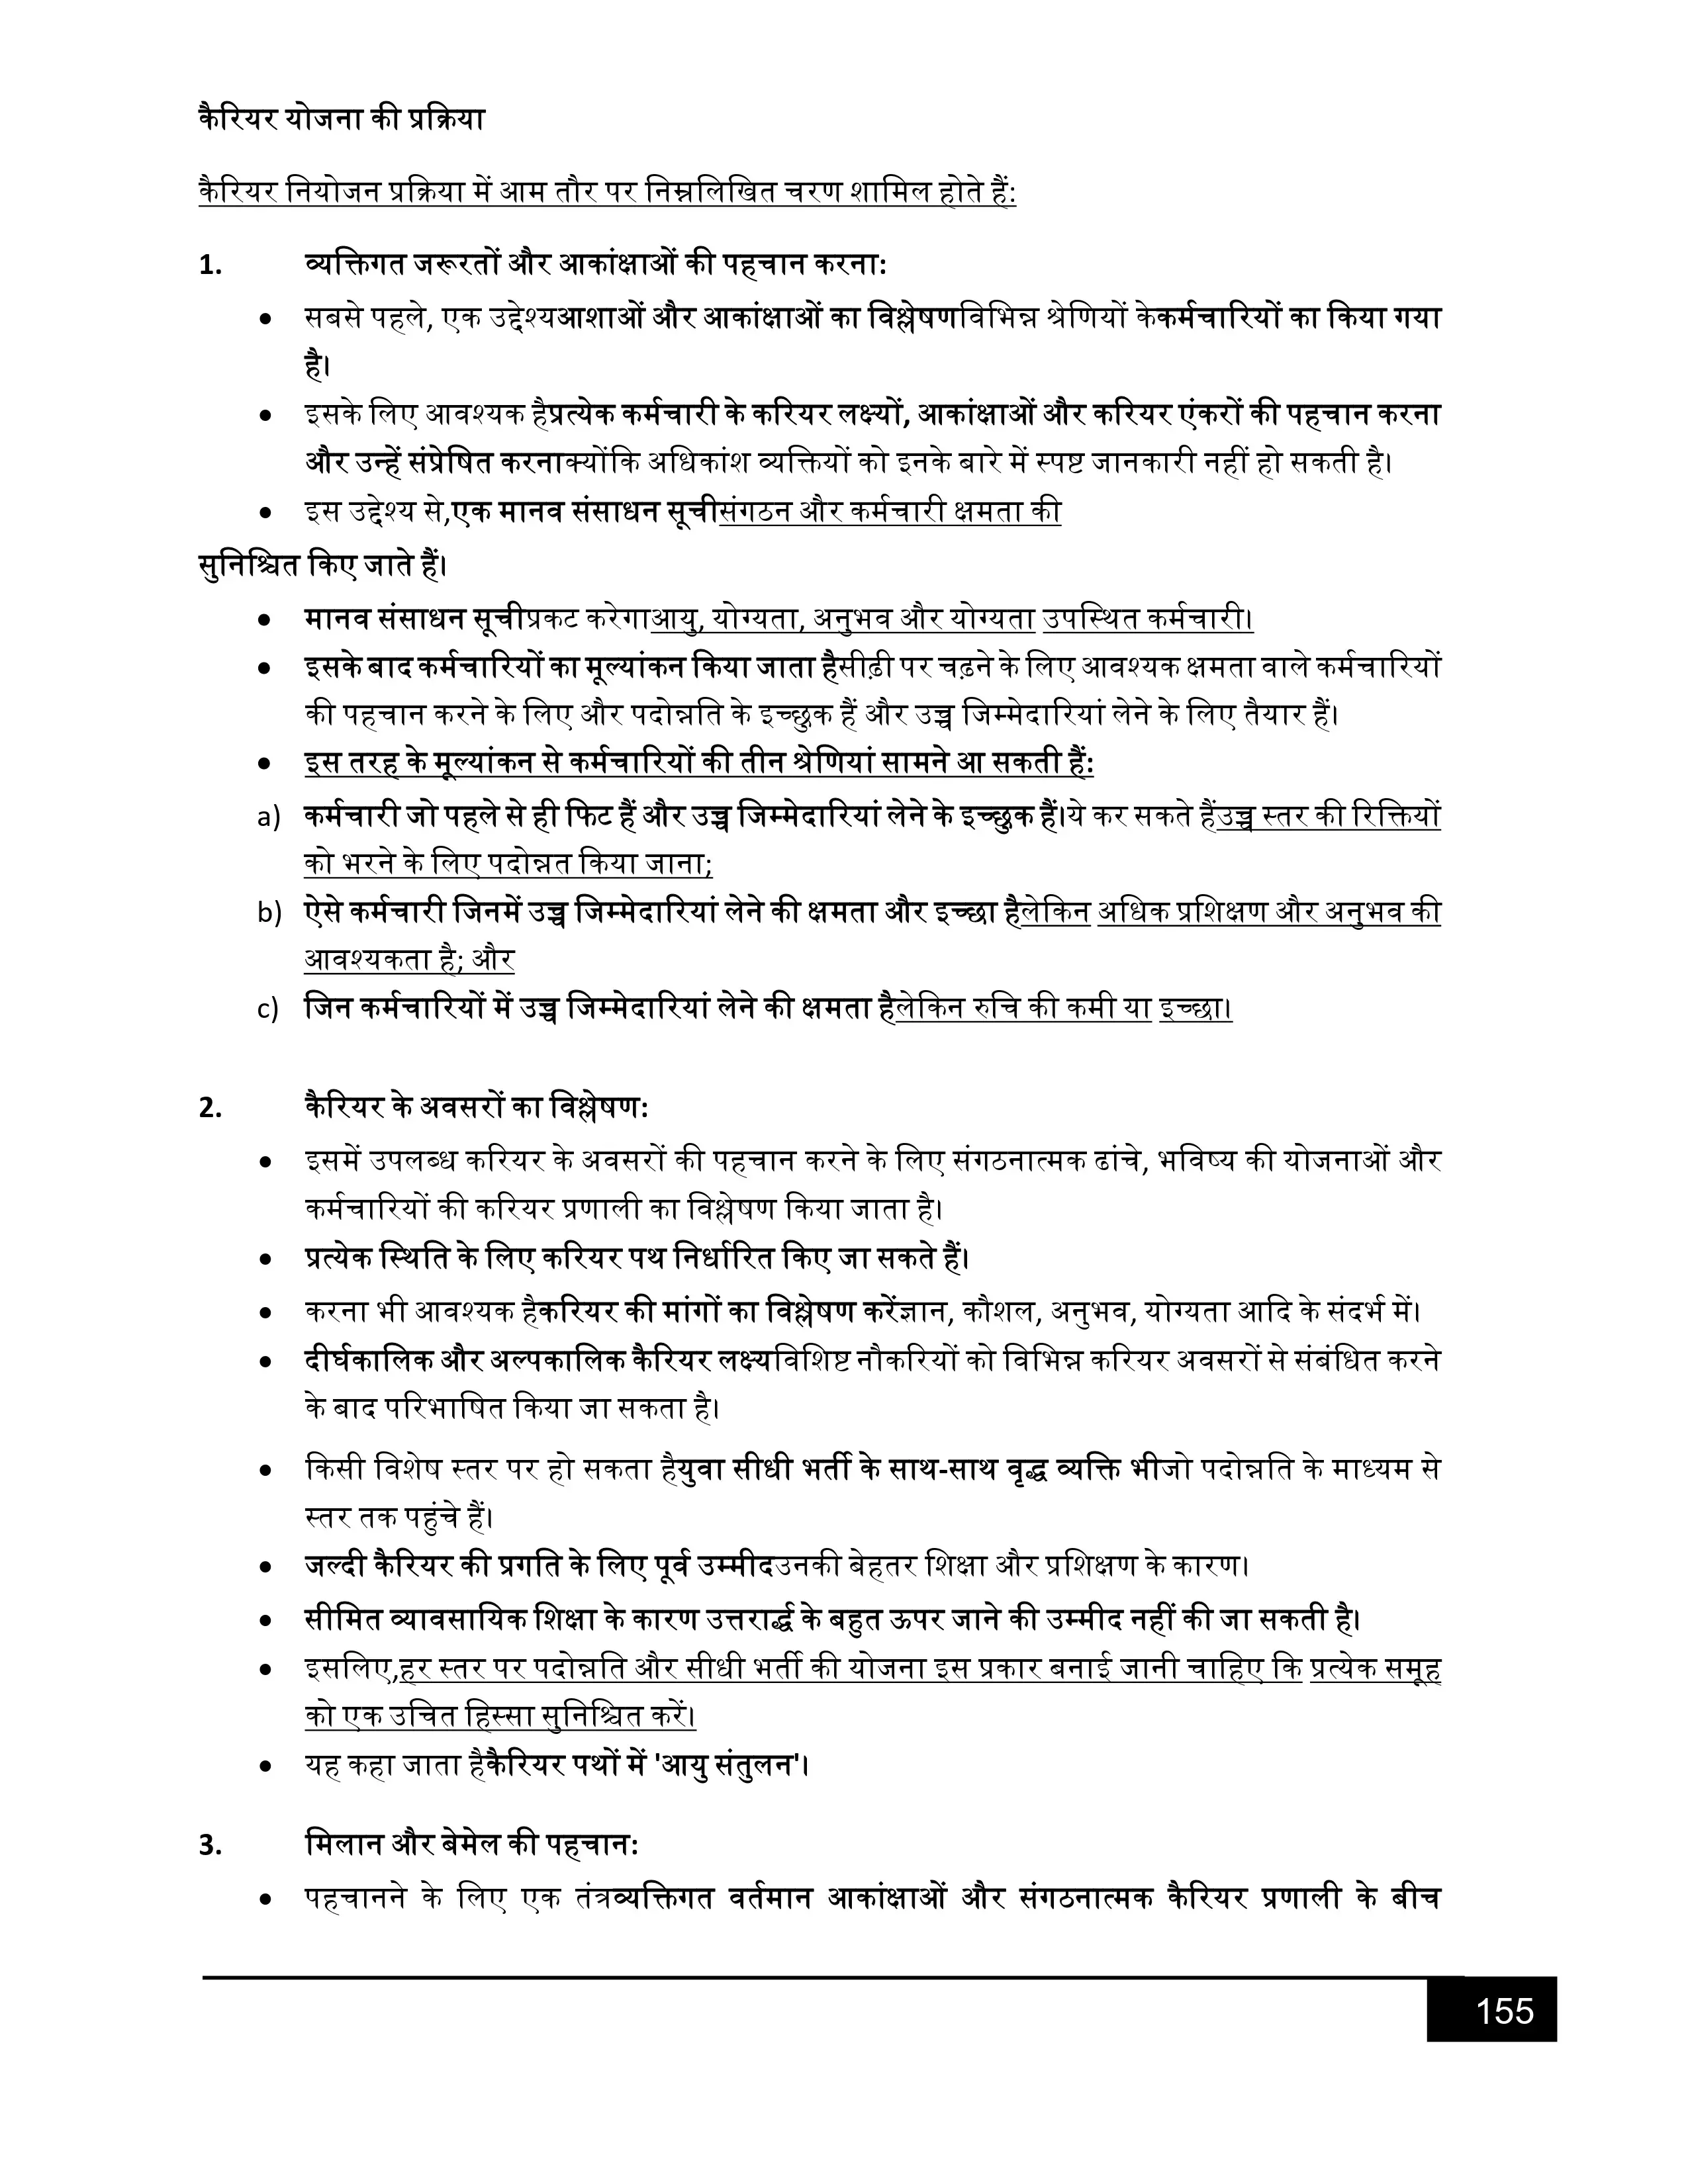 कैरियर योजना की प्रक्रिया
कैरियर नियोजन प्रक्रिया में आम तौर पर निम्नलिखित चरण शामिल होते हैं:
1. व्यक्तिगत जरूरतों और आकांक्षाओं की पहचान करना:
• सबसे पहले, एक उद्देश्यआशाओं और आकांक्षाओं का विश्लेषणविभिन्न श्रेणियों केकर्मचारियों का किया गया
है।
• इसके लिए आवश्यक हैप्रत्येक कर्मचारी के करियर लक्ष्यों, आकांक्षाओं और करियर एंकरों की पहचान करना
और उन्हें संप्रेषित करनाक्योंकि अधिकांश व्यक्तियों को इनके बारे में स्पष्ट जानकारी नहीं हो सकती है।
• इस उद्देश्य से,एक मानव संसाधन सूचीसंगठन और कर्मचारी क्षमता की
सुनिश्चित किए जाते हैं।
• मानव संसाधन सूचीप्रकट करेगाआयु, योग्यता, अनुभव और योग्यता उपस्थित कर्मचारी।
• इसके बाद कर्मचारियों का मूल्यांकन किया जाता हैसीढ़ी पर चढ़ने के लिए आवश्यक क्षमता वाले कर्मचारियों
की पहचान करने के लिए और पदोन्नति के इच्छुक हैं और उच्च जिम्मेदारियां लेने के लिए तैयार हैं।
• इस तरह के मूल्यांकन से कर्मचारियों की तीन श्रेणियां सामने आ सकती हैं:
a) कर्मचारी जो पहले से ही फिट हैं और उच्च जिम्मेदारियां लेने के इच्छुक हैं।ये कर सकते हैंउच्च स्तर की रिक्तियों
को भरने के लिए पदोन्नत किया जाना;
b) ऐसे कर्मचारी जिनमें उच्च जिम्मेदारियां लेने की क्षमता और इच्छा हैलेकिन अधिक प्रशिक्षण और अनुभव की
आवश्यकता है; और
c) जिन कर्मचारियों में उच्च जिम्मेदारियां लेने की क्षमता हैलेकिन रुचि की कमी या इच्छा।
2. कैरियर के अवसरों का विश्लेषण:
• इसमें उपलब्ध करियर के अवसरों की पहचान करने के लिए संगठनात्मक ढांचे, भविष्य की योजनाओं और
कर्मचारियों की करियर प्रणाली का विश्लेषण किया जाता है।
• प्रत्येक स्थिति के लिए करियर पथ निर्धारित किए जा सकते हैं।
• करना भी आवश्यक हैकरियर की मांगों का विश्लेषण करेंज्ञान, कौशल, अनुभव, योग्यता आदि के संदर्भ में।
• दीर्घकालिक और अल्पकालिक कैरियर लक्ष्यविशिष्ट नौकरियों को विभिन्न करियर अवसरों से संबंधित करने
के बाद परिभाषित किया जा सकता है।
• किसी विशेष स्तर पर हो सकता हैयुवा सीधी भर्ती के साथ-साथ वृद्ध व्यक्ति भीजो पदोन्नति के माध्यम से
स्तर तक पहुंचे हैं।
• जल्दी कैरियर की प्रगति के लिए पूर्व उम्मीदउनकी बेहतर शिक्षा और प्रशिक्षण के कारण।
• सीमित व्यावसायिक शिक्षा के कारण उत्तरार्द्ध के बहुत ऊपर जाने की उम्मीद नहीं की जा सकती है।
• इसलिए,हर स्तर पर पदोन्नति और सीधी भर्ती की योजना इस प्रकार बनाई जानी चाहिए कि प्रत्येक समूह
को एक उचित हिस्सा सुनिश्चित करें।
• यह कहा जाता हैकैरियर पथों में 'आयु संतुलन'।
3. मिलान और बेमेल की पहचान:
• पहचानने के लिए एक तंत्रव्यक्तिगत वर्तमान आकांक्षाओं और संगठनात्मक कैरियर प्रणाली के बीच
155